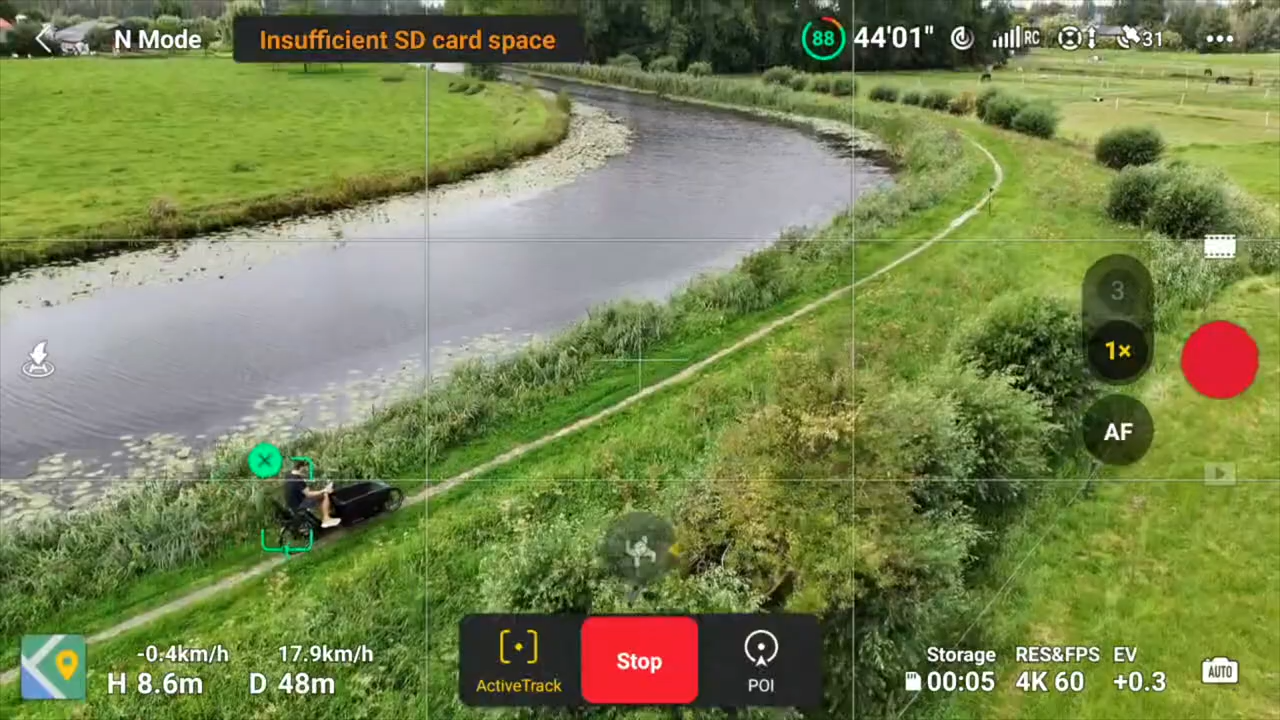 N Mode
Insufficient SD card space
88
44'01"
RC
31
3
1×
AF
-0.4km/h
17.9km/h
H 8.6m
D 48m
ActiveTrack
Stop
POI
Storage
RES&FPS
EV
00:05
4K 60
+0.3
AUTO